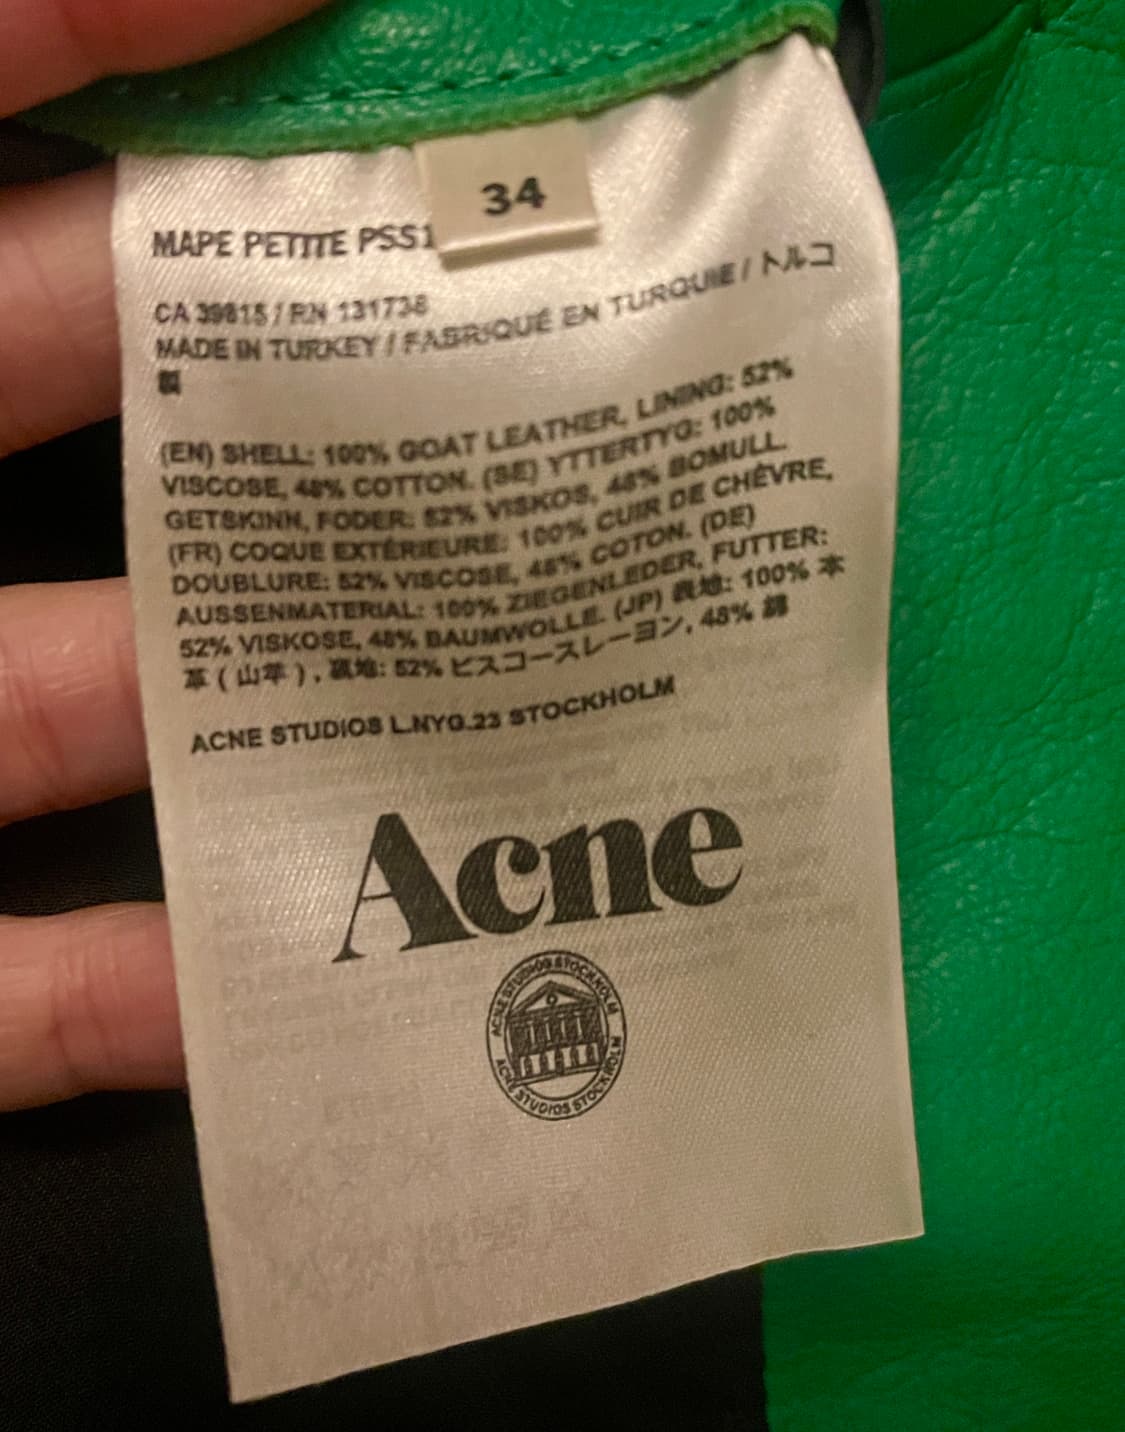 34
MAPE PETITE PSS1
CA 39815 / RN 131738
MADE IN TURKEY / FABRIQUÉ EN TURQUIE / トルコ
製
(EN) SHELL: 100% GOAT LEATHER, LINING: 52%
VISCOSE, 48% COTTON. (SE) YTTERTYG: 100%
GETSKINN, FODER: 52% VISKOS, 48% BOMULL.
(FR) COQUE EXTÉRIEURE: 100% CUIR DE CHÈVRE,
DOUBLURE: 52% VISCOSE, 48% COTON. (DE)
AUSSENMATERIAL: 100% ZIEGENLEDER, FUTTER:
52% VISKOSE, 48% BAUMWOLLE. (JP) 表地: 100% 本
革 ( 山羊 ) , 裏地: 52% ビスコースレーヨン, 48% 綿
ACNE STUDIOS L.NYG.23 STOCKHOLM
Acne
ACNE STUDIOS STOCKHOLM
ACNE STUDIOS STOCKHOLM